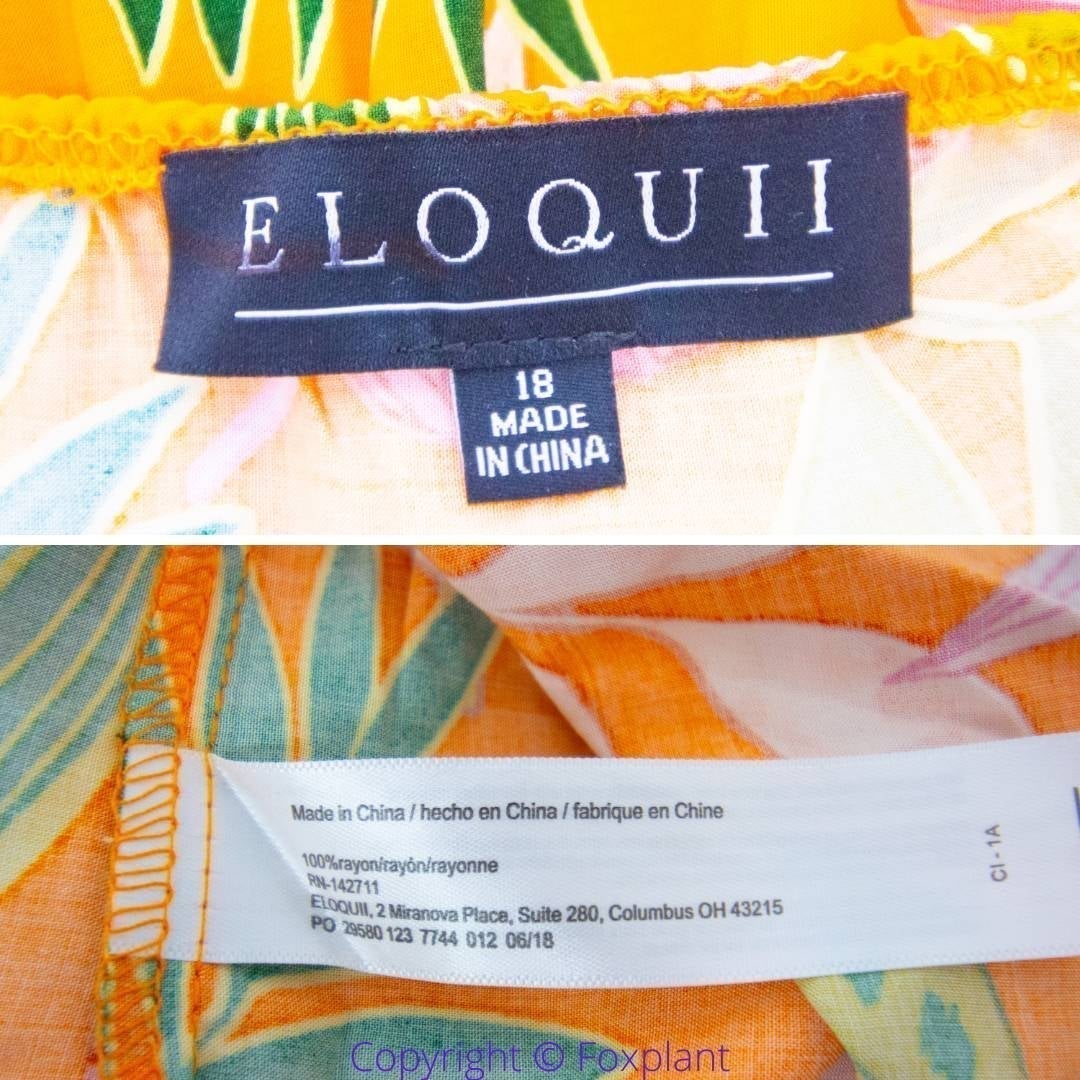 ELOQUII
18
MADE
IN CHINA
Made in China / hecho en China / fabrique en Chine
100%rayon/rayón/rayonne
RN-142711
ELOQUII, 2 Miranova Place, Suite 280, Columbus OH 43215
PO 29580 123 7744 012 06/18
CI - 1A
Copyright © Foxplant